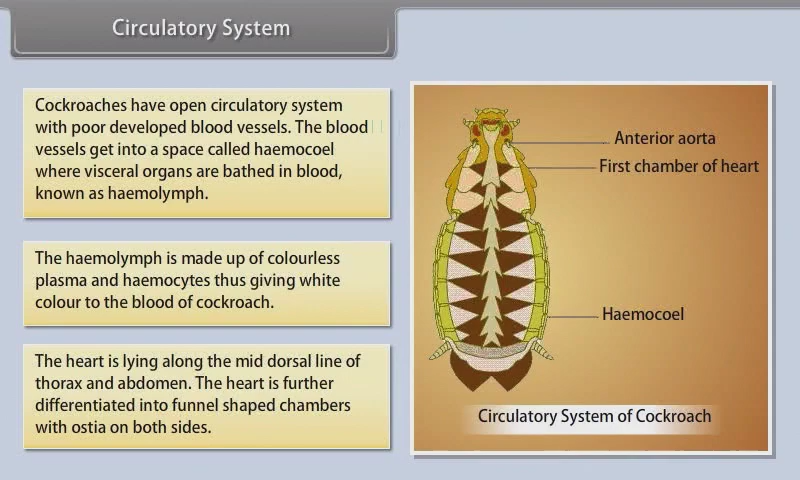 Circulatory System
Cockroaches have open circulatory system
with poor developed blood vessels. The blood
vessels get into a space called haemocoel
where visceral organs are bathed in blood,
known as haemolymph.
The haemolymph is made up of colourless
plasma and haemocytes thus giving white
colour to the blood of cockroach.
The heart is lying along the mid dorsal line of
thorax and abdomen. The heart is further
differentiated into funnel shaped chambers
with ostia on both sides.
Anterior aorta
First chamber of heart
Haemocoel
Circulatory System of Cockroach